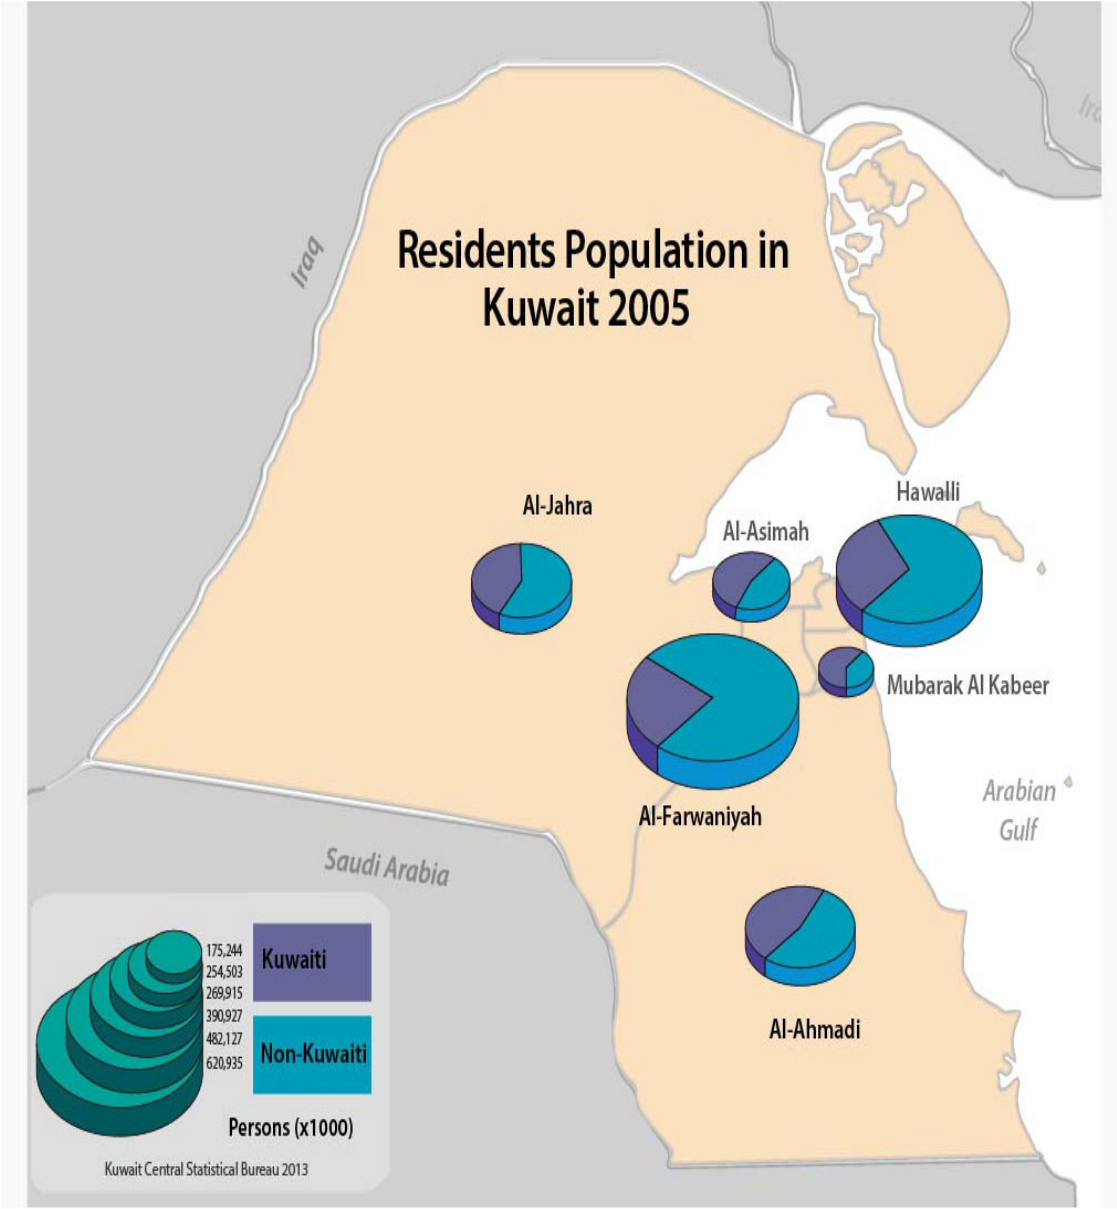 Residents Population in
Kuwait 2005
Iraq
Al-Jahra
Al-Asimah
Hawalli
Mubarak Al Kabeer
Al-Farwaniyah
Arabian
Gulf
Saudi Arabia
Al-Ahmadi
175,244
254,503
269,915
390,927
482,127
620,935
Kuwaiti
Non-Kuwaiti
Persons (x1000)
Kuwait Central Statistical Bureau 2013